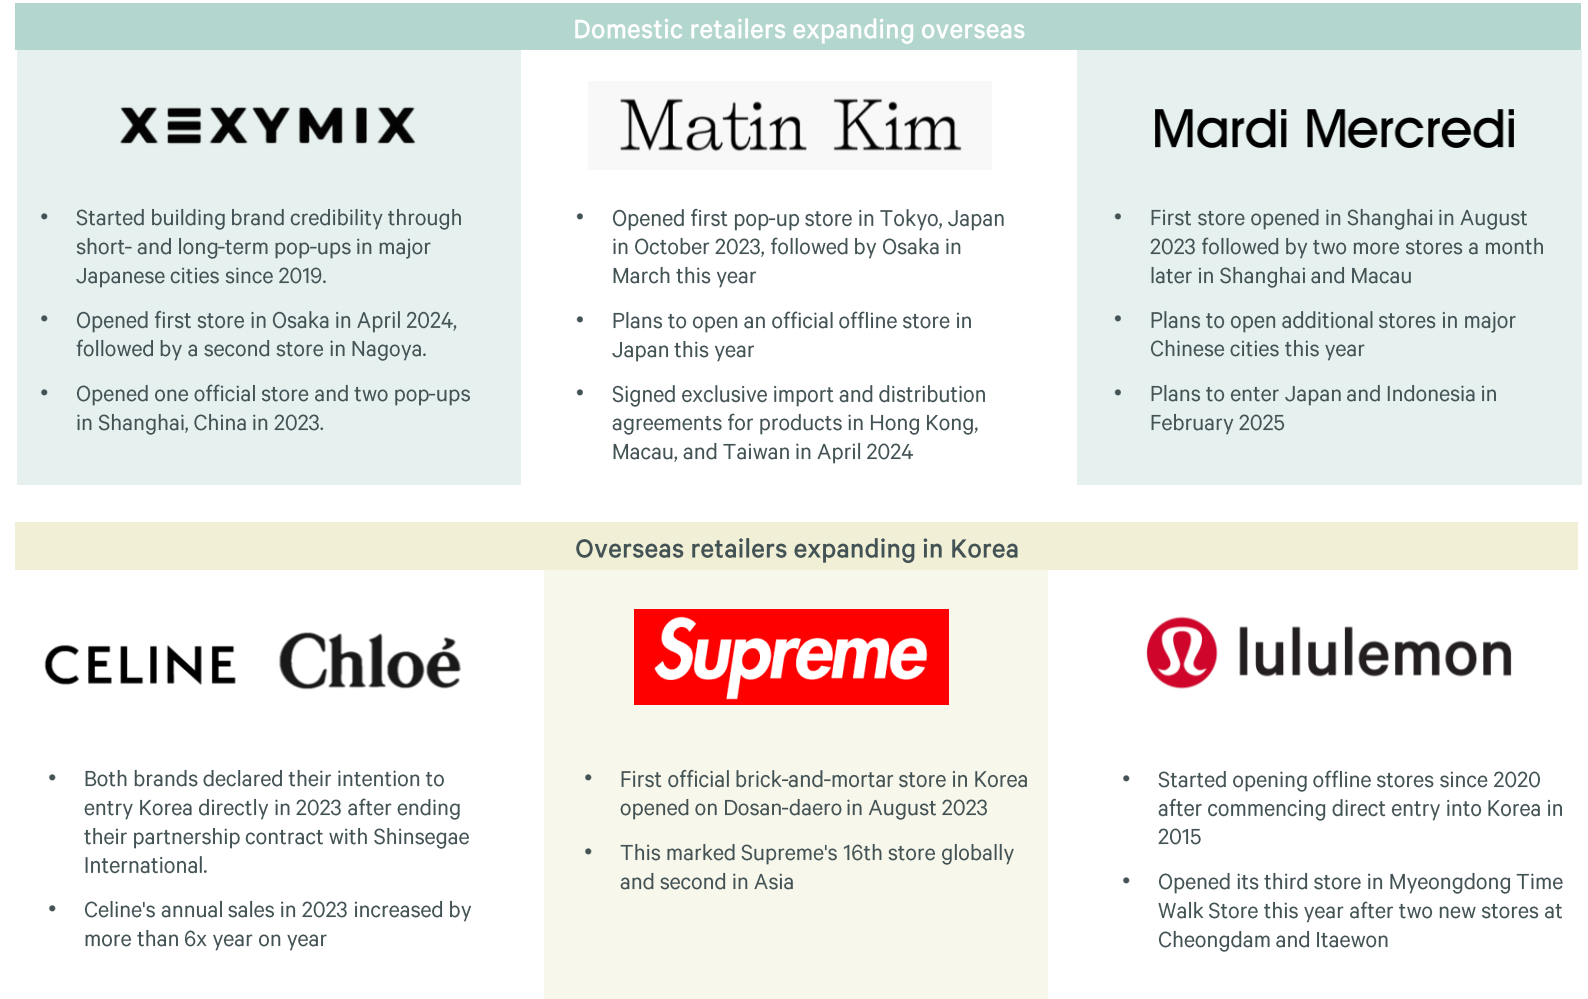 Domestic retailers expanding overseas
XEXYMIX
• Started building brand credibility through
short- and long-term pop-ups in major
Japanese cities since 2019.
• Opened first store in Osaka in April 2024,
followed by a second store in Nagoya.
• Opened one official store and two pop-ups
in Shanghai, China in 2023.
Matin Kim
• Opened first pop-up store in Tokyo, Japan
in October 2023, followed by Osaka in
March this year
• Plans to open an official offline store in
Japan this year
• Signed exclusive import and distribution
agreements for products in Hong Kong,
Macau, and Taiwan in April 2024
Mardi Mercredi
• First store opened in Shanghai in August
2023 followed by two more stores a month
later in Shanghai and Macau
• Plans to open additional stores in major
Chinese cities this year
• Plans to enter Japan and Indonesia in
February 2025
Overseas retailers expanding in Korea
CELINE Chloé
• Both brands declared their intention to
entry Korea directly in 2023 after ending
their partnership contract with Shinsegae
International.
• Celine's annual sales in 2023 increased by
more than 6x year on year
Supreme
• First official brick-and-mortar store in Korea
opened on Dosan-daero in August 2023
• This marked Supreme's 16th store globally
and second in Asia
lululemon
• Started opening offline stores since 2020
after commencing direct entry into Korea in
2015
• Opened its third store in Myeongdong Time
Walk Store this year after two new stores at
Cheongdam and Itaewon